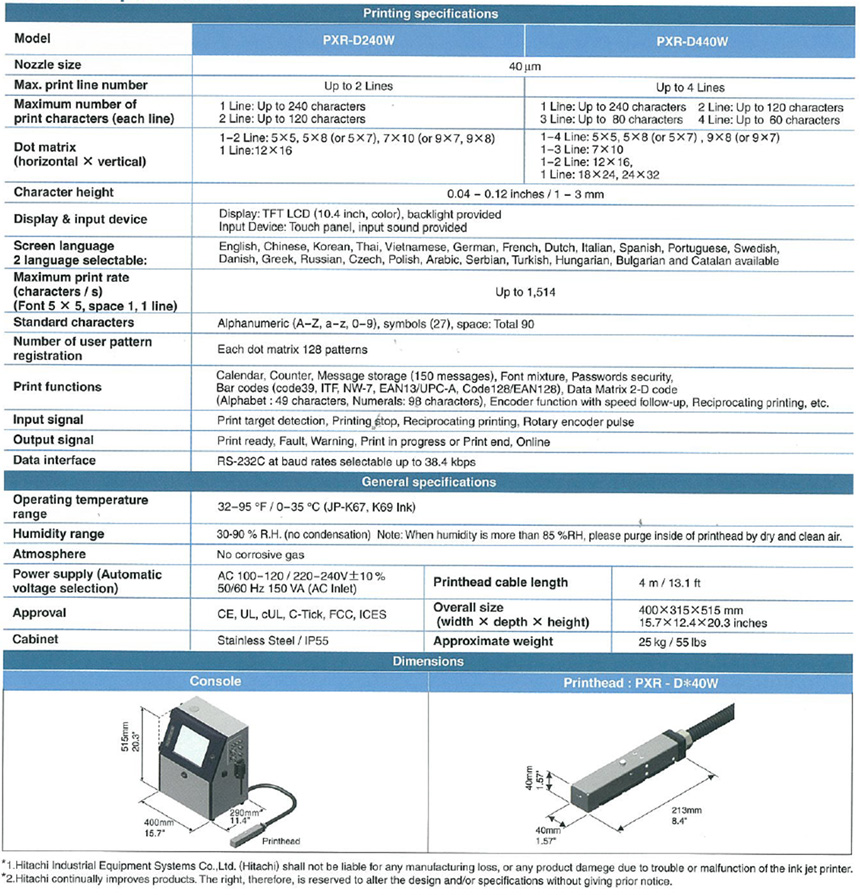 Printing specifications
Model PXR-D240W PXR-D440W
Nozzle size 40 μm
Max. print line number Up to 2 Lines Up to 4 Lines
Maximum number of
print characters (each line)
1 Line: Up to 240 characters
2 Line: Up to 120 characters
1 Line: Up to 240 characters 2 Line: Up to 120 characters
3 Line: Up to 80 characters 4 Line: Up to 60 characters
Dot matrix
(horizontal × vertical)
1–2 Line: 5×5, 5×8 (or 5×7), 7×10 (or 9×7, 9×8)
1 Line:12×16
1–4 Line: 5×5, 5×8 (or 5×7) , 9×8 (or 9×7)
1–3 Line: 7×10
1–2 Line: 12×16,
1 Line: 18×24, 24×32
Character height 0.04 – 0.12 inches / 1 – 3 mm
Display & input device
Display: TFT LCD (10.4 inch, color), backlight provided
Input Device: Touch panel, input sound provided
Screen language
2 language selectable:
English, Chinese, Korean, Thai, Vietnamese, German, French, Dutch, Italian, Spanish, Portuguese, Swedish,
Danish, Greek, Russian, Czech, Polish, Arabic, Serbian, Turkish, Hungarian, Bulgarian and Catalan available
Maximum print rate
(characters / s)
(Font 5 × 5, space 1, 1 line)
Up to 1,514
Standard characters Alphanumeric (A–Z, a–z, 0–9), symbols (27), space: Total 90
Number of user pattern
registration
Each dot matrix 128 patterns
Print functions
Calendar, Counter, Message storage (150 messages), Font mixture, Passwords security,
Bar codes (code39, ITF, NW-7, EAN13/UPC-A, Code128/EAN128), Data Matrix 2-D code
(Alphabet : 49 characters, Numerals: 98 characters), Encoder function with speed follow-up, Reciprocating printing, etc.
Input signal Print target detection, Printing stop, Reciprocating printing, Rotary encoder pulse
Output signal Print ready, Fault, Warning, Print in progress or Print end, Online
Data interface RS-232C at baud rates selectable up to 38.4 kbps
General specifications
Operating temperature
range
32–95 °F / 0–35 °C (JP-K67, K69 Ink)
Humidity range 30-90 % R.H. (no condensation) Note: When humidity is more than 85 %RH, please purge inside of printhead by dry and clean air.
Atmosphere No corrosive gas
Power supply (Automatic
voltage selection)
AC 100–120 / 220–240V±10 %
50/60 Hz 150 VA (AC Inlet)
Printhead cable length 4 m / 13.1 ft
Approval CE, UL, cUL, C-Tick, FCC, ICES
Overall size
(width × depth × height)
400×315×515 mm
15.7×12.4×20.3 inches
Cabinet Stainless Steel / IP55 Approximate weight 25 kg / 55 lbs
Dimensions
Console Printhead : PXR - D*40W
515mm
20.3"
400mm
15.7"
290mm*
11.4"
Printhead
40mm
1.57"
40mm
1.57"
213mm
8.4"
*1.Hitachi Industrial Equipment Systems Co.,Ltd. (Hitachi) shall not be liable for any manufacturing loss, or any product damege due to trouble or malfunction of the ink jet printer.
*2.Hitachi continually improves products. The right, therefore, is reserved to alter the design and/or specifications without giving prior notice.